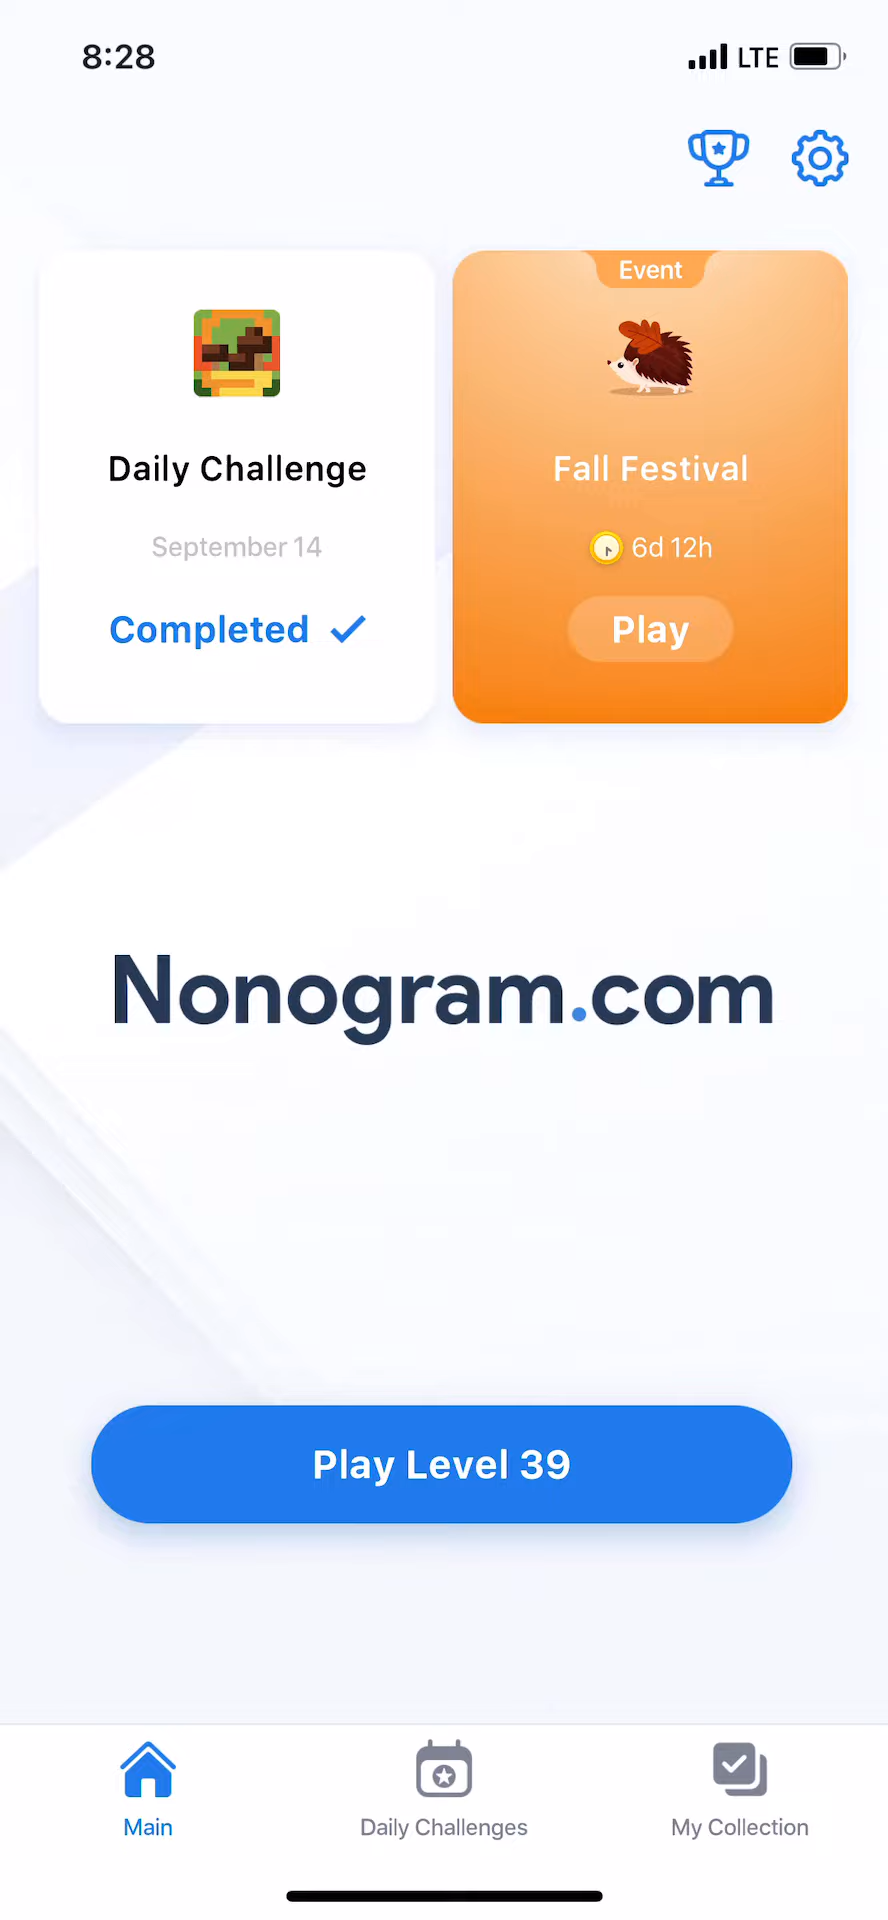 8:28
LTE
Event
Daily Challenge
Fall Festival
September 14
6d 12h
Completed
Play
Nonogram.com
Play Level 39
Main
Daily Challenges
My Collection